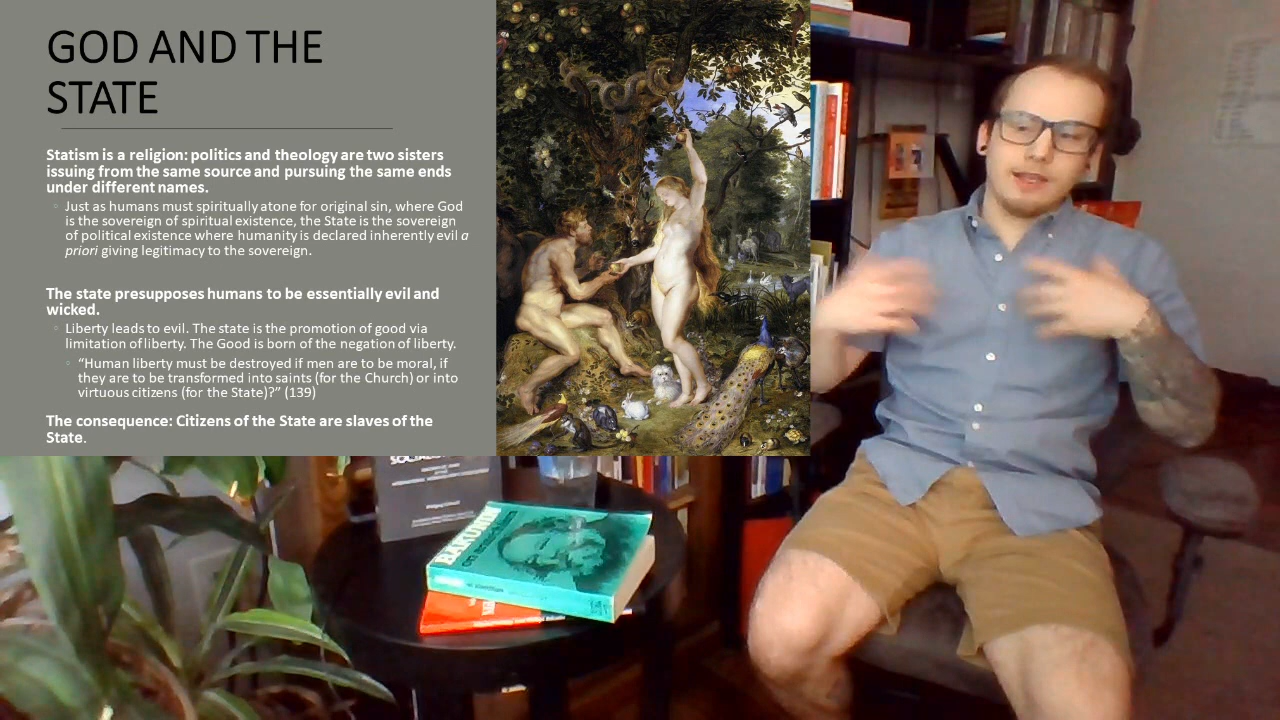 GOD AND THE
STATE
Statism is a religion: politics and theology are two sisters
issuing from the same source and pursuing the same ends
under different names.
Just as humans must spiritually atone for original sin, where God
is the sovereign of spiritual existence, the State is the sovereign
of political existence where humanity is declared inherently evil a
priori giving legitimacy to the sovereign.
The state presupposes humans to be essentially evil and
wicked.
Liberty leads to evil. The state is the promotion of good via
limitation of liberty. The Good is born of the negation of liberty.
“Human liberty must be destroyed if men are to be moral, if
they are to be transformed into saints (for the Church) or into
virtuous citizens (for the State)?” (139)
The consequence: Citizens of the State are slaves of the
State.
BAKUNIN